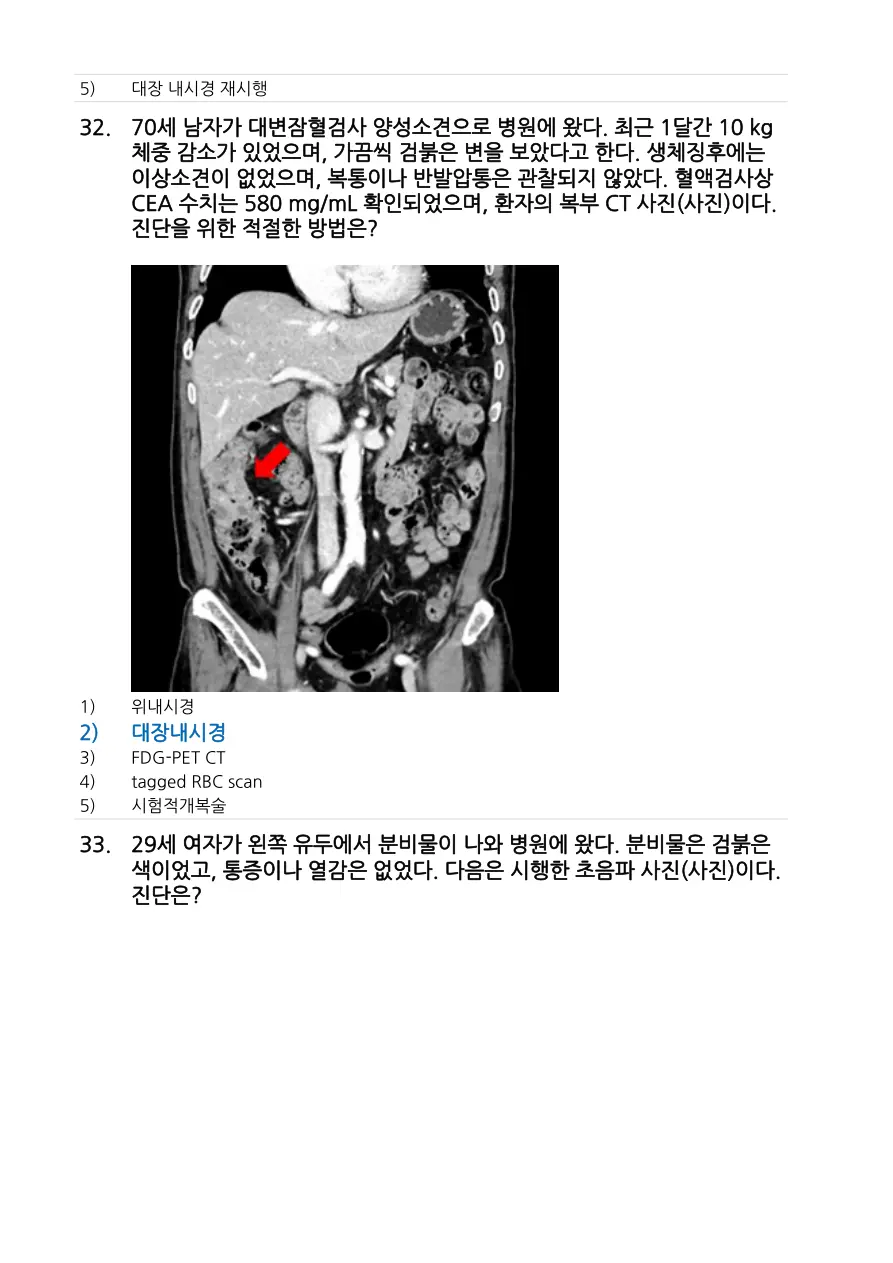 5) 대장 내시경 재시행
32. 70세 남자가 대변잠혈검사 양성소견으로 병원에 왔다. 최근 1달간 10 kg
체중 감소가 있었으며, 가끔씩 검붉은 변을 보았다고 한다. 생체징후에는
이상소견이 없었으며, 복통이나 반발압통은 관찰되지 않았다. 혈액검사상
CEA 수치는 580 mg/mL 확인되었으며, 환자의 복부 CT 사진(사진)이다.
진단을 위한 적절한 방법은?
1) 위내시경
2) 대장내시경
3) FDG-PET CT
4) tagged RBC scan
5) 시험적개복술
33. 29세 여자가 왼쪽 유두에서 분비물이 나와 병원에 왔다. 분비물은 검붉은
색이었고, 통증이나 열감은 없었다. 다음은 시행한 초음파 사진(사진)이다.
진단은?